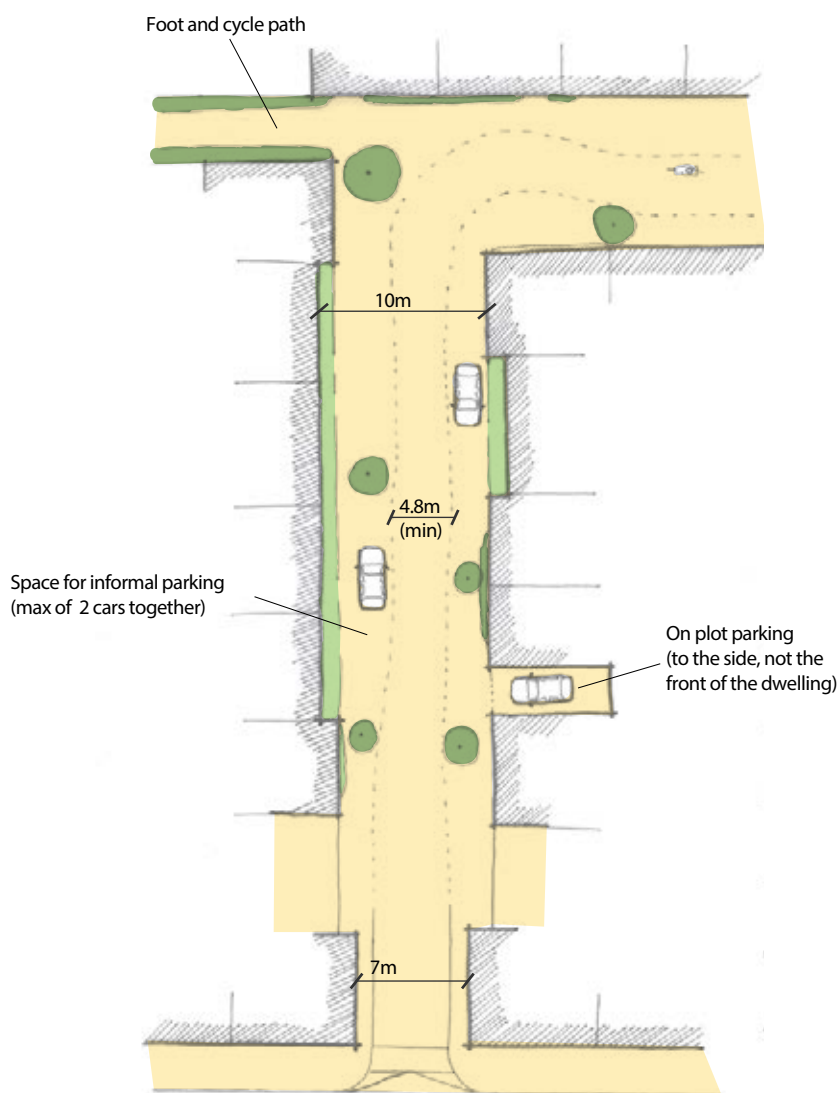 Foot and cycle path
10m
4.8m
(min)
Space for informal parking
(max of 2 cars together)
On plot parking
(to the side, not the
front of the dwelling)
7m